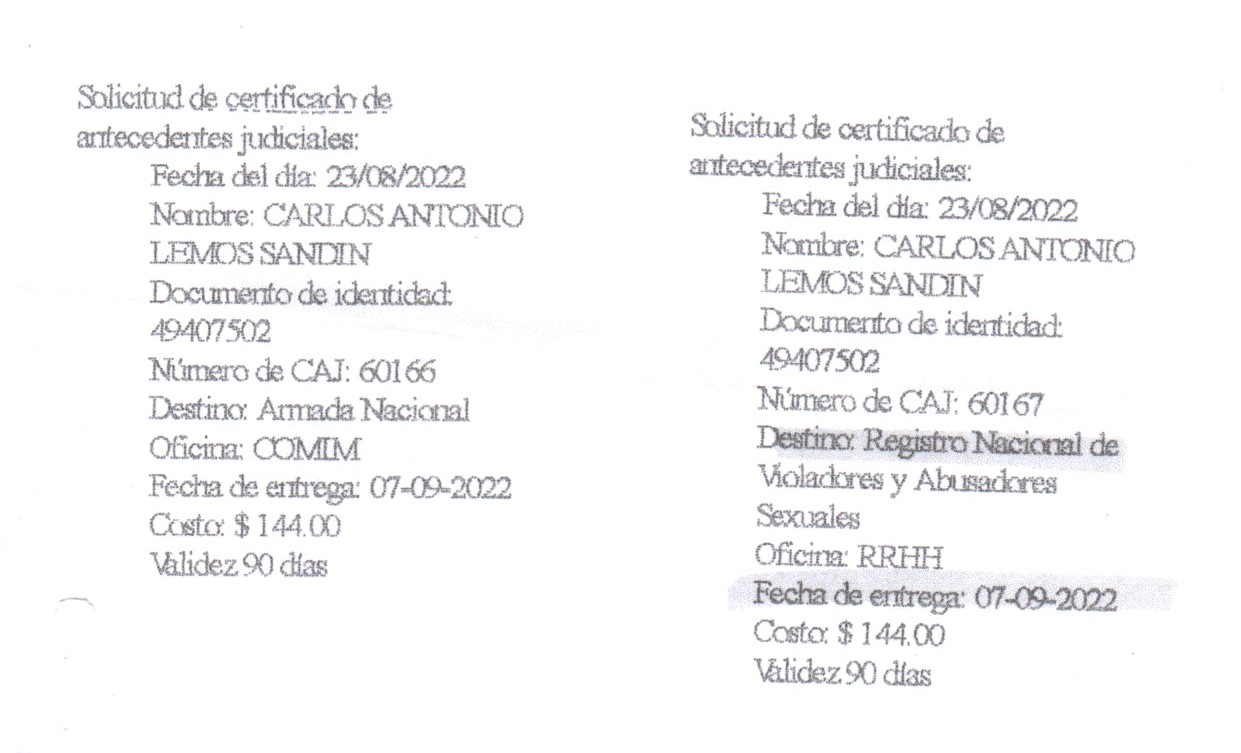 Solicitud de certificado de
antecedentes judiciales:
Fecha del día: 23/08/2022
Nombre: CARLOS ANTONIO
LEMOS SANDIN
Documento de identidad:
49407502
Número de CAJ: 60166
Destino: Armada Nacional
Oficina: COMIM
Fecha de entrega: 07-09-2022
Costo: $ 144.00
Validez 90 días
Solicitud de certificado de
antecedentes judiciales:
Fecha del día: 23/08/2022
Nombre: CARLOS ANTONIO
LEMOS SANDIN
Documento de identidad:
49407502
Número de CAJ: 60167
Destino: Registro Nacional de
Violadores y Abusadores
Sexuales
Oficina: RRHH
Fecha de entrega: 07-09-2022
Costo: $ 144.00
Validez 90 días